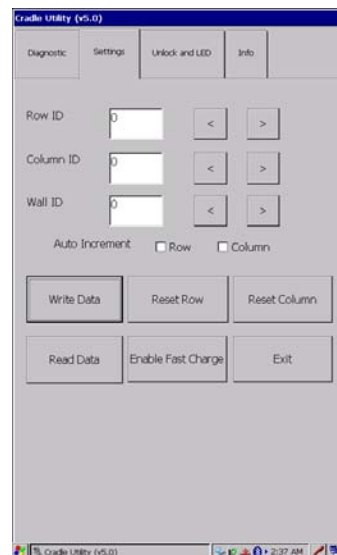 Cradle Utility (v5.0)
Diagnostic Settings Unlock and LED Info
Row ID 0 < >
Column ID 0 < >
Wall ID 0 < >
Auto Increment Row Column
Write Data Reset Row Reset Column
Read Data Enable Fast Charge Exit
Cradle Utility (v5.0) 2:37 AM